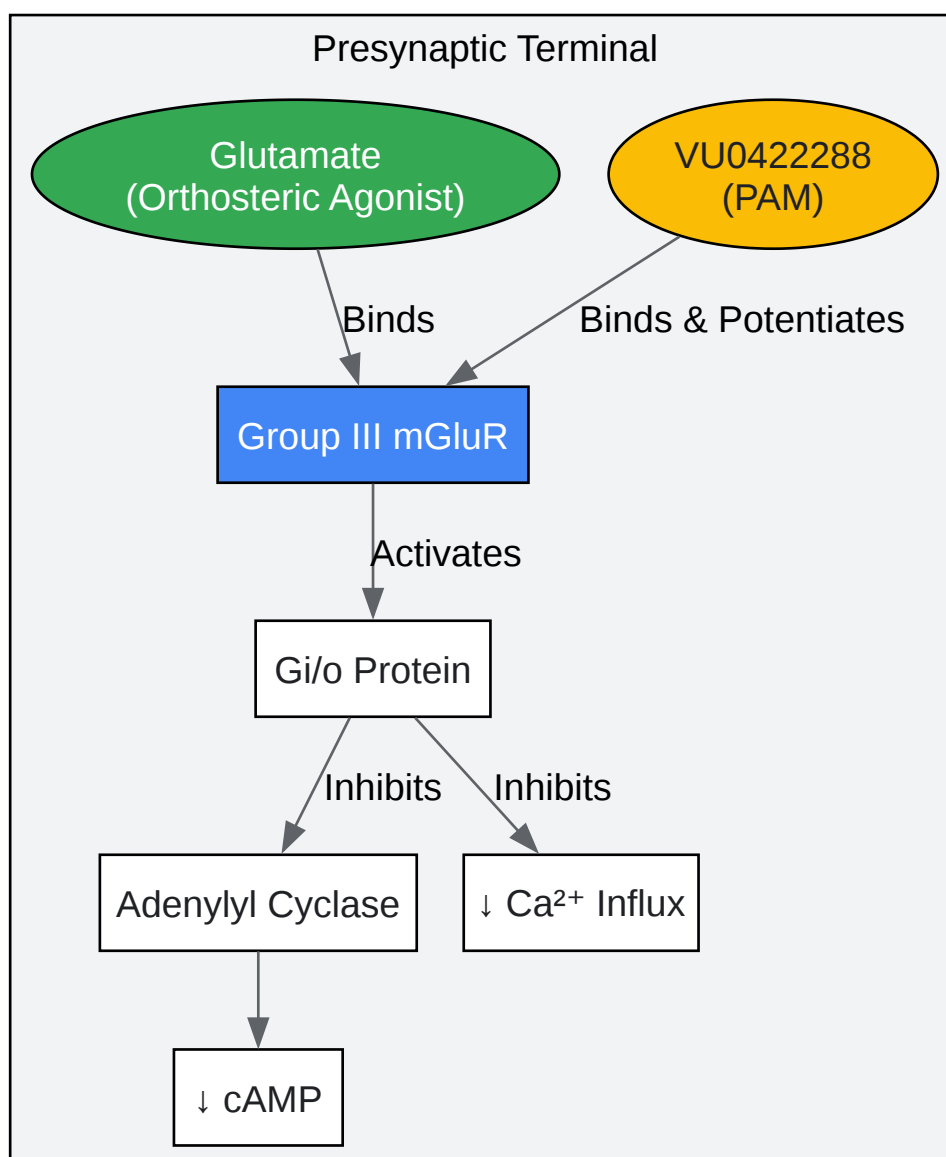 Presynaptic Terminal
Glutamate
(Orthosteric Agonist)
VU0422288
(PAM)
Binds
Binds & Potentiates
Group III mGluR
Activates
Gi/o Protein
Inhibits
Inhibits
Adenylyl Cyclase
↓ Ca²⁺ Influx
↓ cAMP